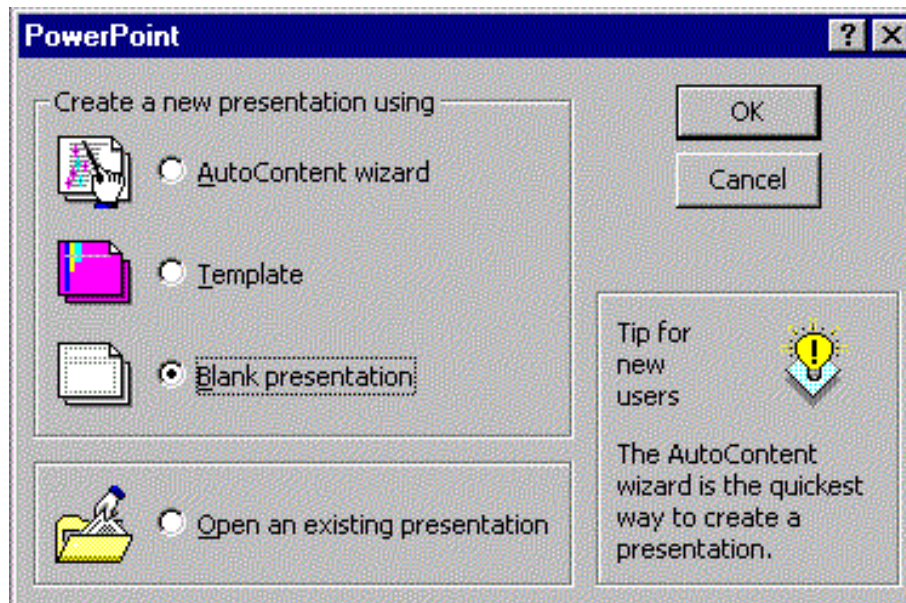 PowerPoint
Create a new presentation using
AutoContent wizard
Template
Blank presentation
Open an existing presentation
OK
Cancel
Tip for
new
users
The AutoContent
wizard is the quickest
way to create a
presentation.